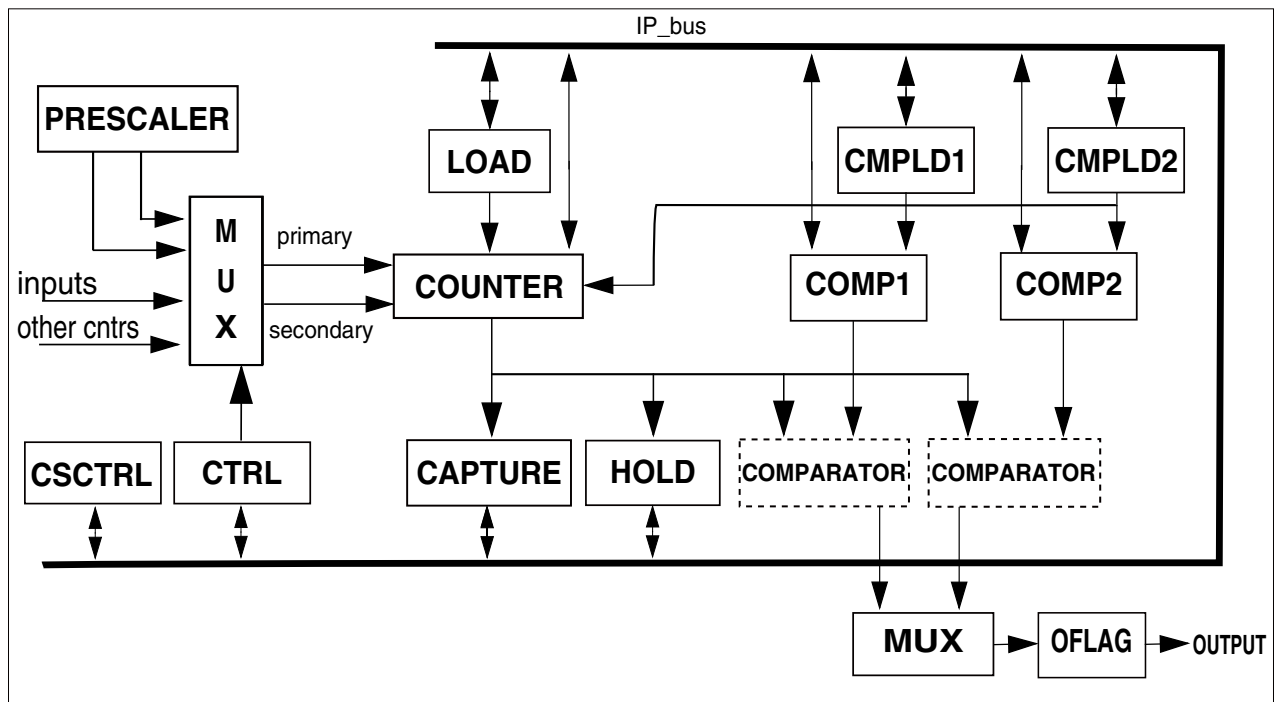 IP_bus
PRESCALER
LOAD
CMPLD1
CMPLD2
M
U
X
primary
secondary
inputs
other cntrs
COUNTER
COMP1
COMP2
CSCTRL
CTRL
CAPTURE
HOLD
COMPARATOR
COMPARATOR
MUX
OFLAG
OUTPUT